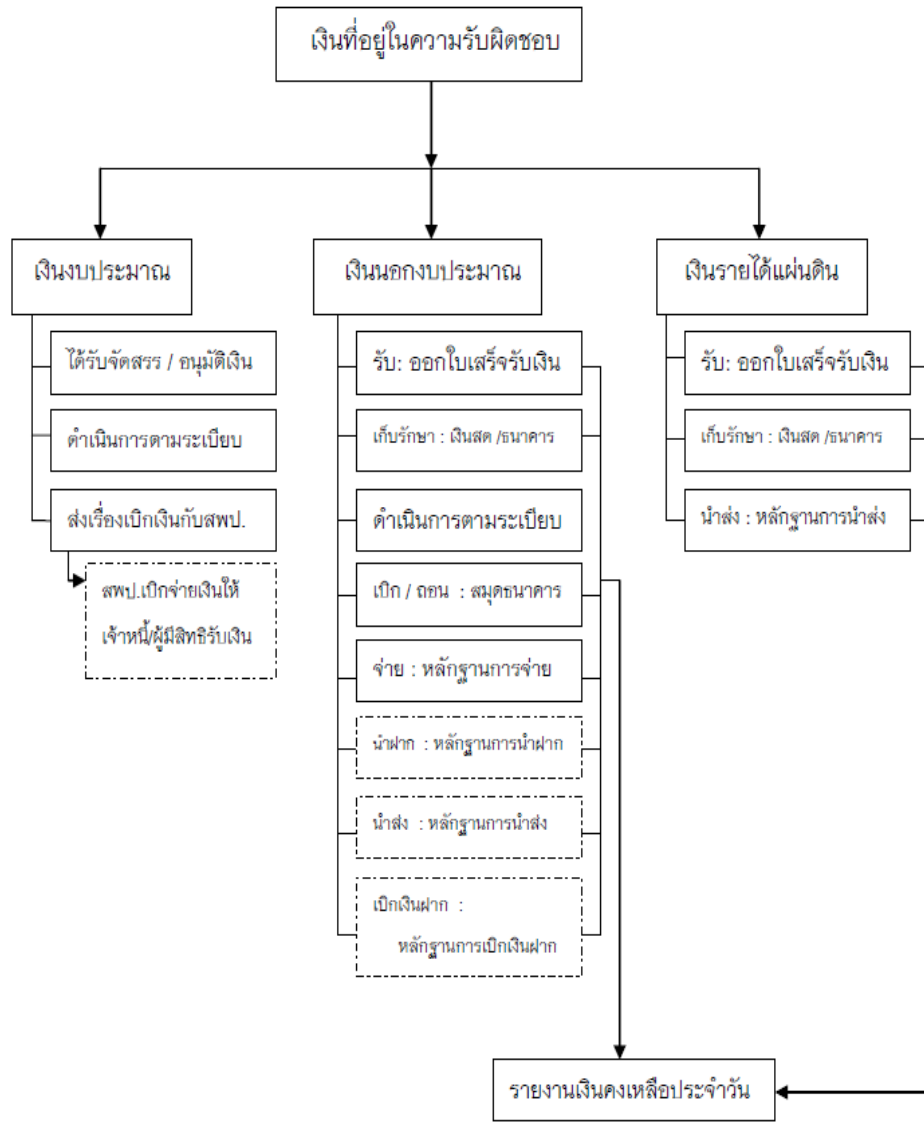 เงินที่อยู่ในความรับผิดชอบ
เงินงบประมาณ
ได้รับจัดสรร / อนุมัติเงิน
ดำเนินการตามระเบียบ
ส่งเรื่องเบิกเงินกับสพป.
สพป.เบิกจ่ายเงินให้
เจ้าหนี้/ผู้มีสิทธิรับเงิน
เงินนอกงบประมาณ
รับ: ออกใบเสร็จรับเงิน
เก็บรักษา : เงินสด /ธนาคาร
ดำเนินการตามระเบียบ
เบิก / ถอน : สมุดธนาคาร
จ่าย : หลักฐานการจ่าย
นำฝาก : หลักฐานการนำฝาก
นำส่ง : หลักฐานการนำส่ง
เบิกเงินฝาก :
หลักฐานการเบิกเงินฝาก
เงินรายได้แผ่นดิน
รับ: ออกใบเสร็จรับเงิน
เก็บรักษา : เงินสด /ธนาคาร
นำส่ง : หลักฐานการนำส่ง
รายงานเงินคงเหลือประจำวัน